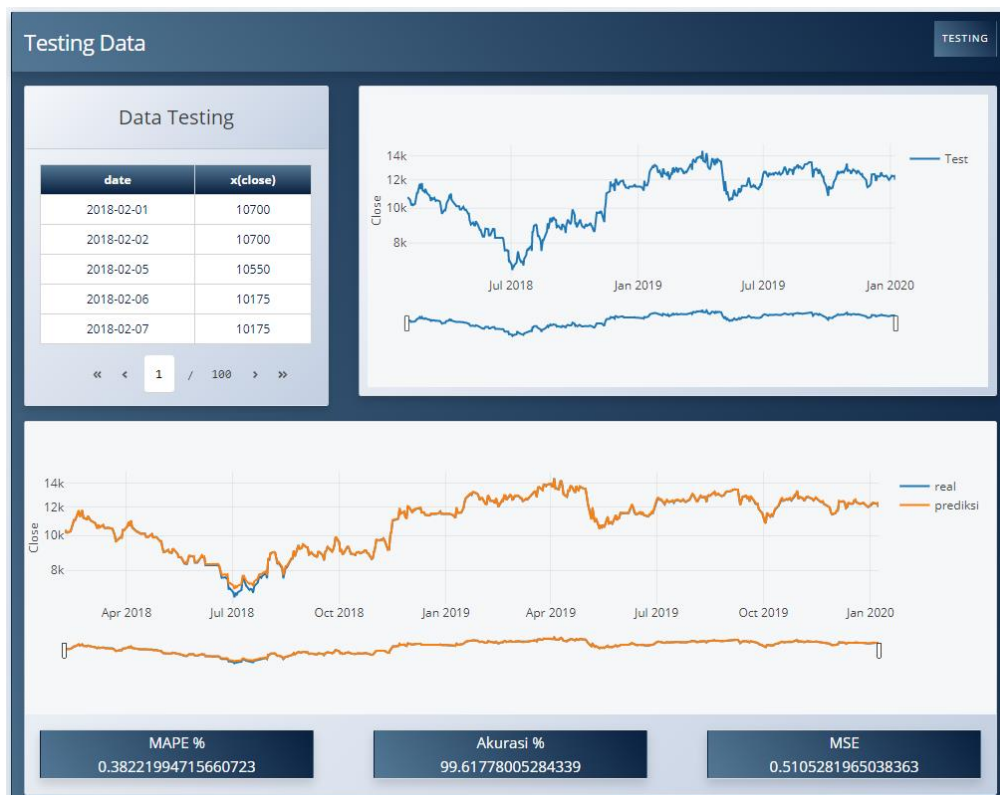 Testing Data
TESTING
Data Testing
date x(close)
2018-02-01 10700
2018-02-02 10700
2018-02-05 10550
2018-02-06 10175
2018-02-07 10175
« ‹ 1 / 100 › »
14k
12k
10k
8k
Close
Jul 2018 Jan 2019 Jul 2019 Jan 2020
Test
14k
12k
10k
8k
Close
Apr 2018 Jul 2018 Oct 2018 Jan 2019 Apr 2019 Jul 2019 Oct 2019 Jan 2020
real
prediksi
MAPE %
0.38221994715660723
Akurasi %
99.61778005284339
MSE
0.5105281965038363